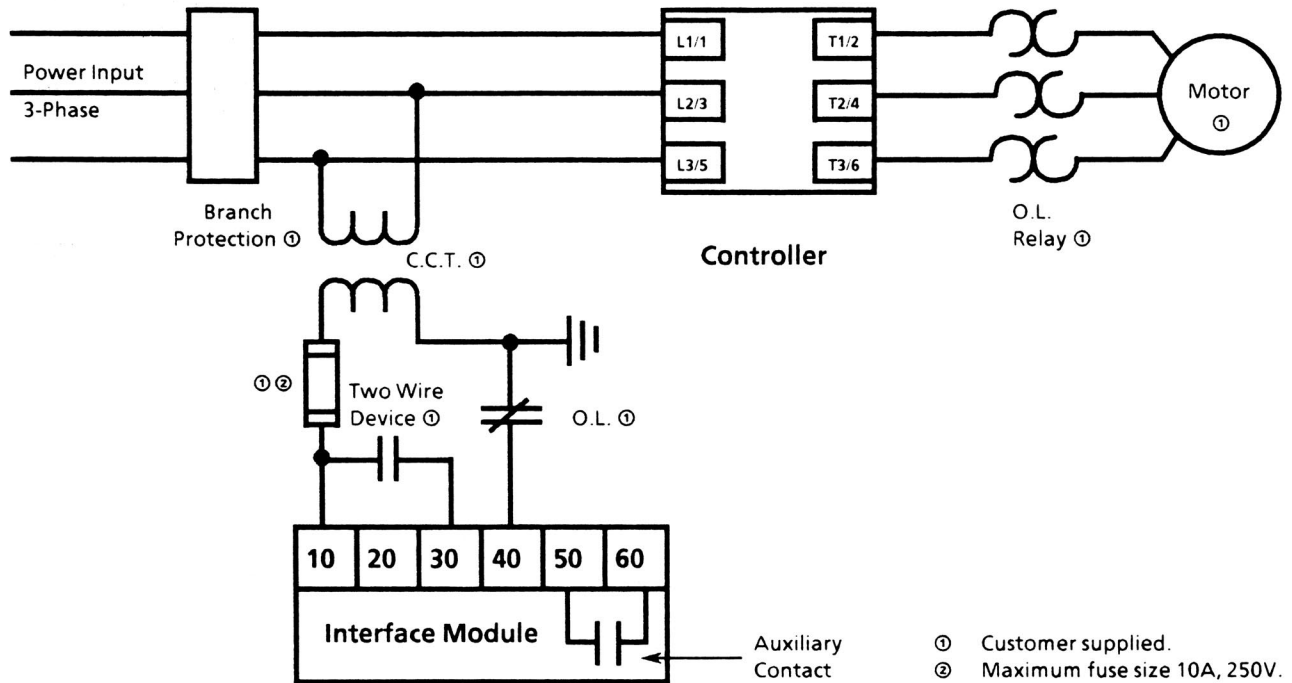 Power Input
3-Phase
Branch
Protection ①
C.C.T. ①
L1/1
L2/3
L3/5
T1/2
T2/4
T3/6
Controller
O.L.
Relay ①
Motor
①
① ②
Two Wire
Device ①
O.L. ①
10 20 30 40 50 60
Interface Module
Auxiliary
Contact
① Customer supplied.
② Maximum fuse size 10A, 250V.